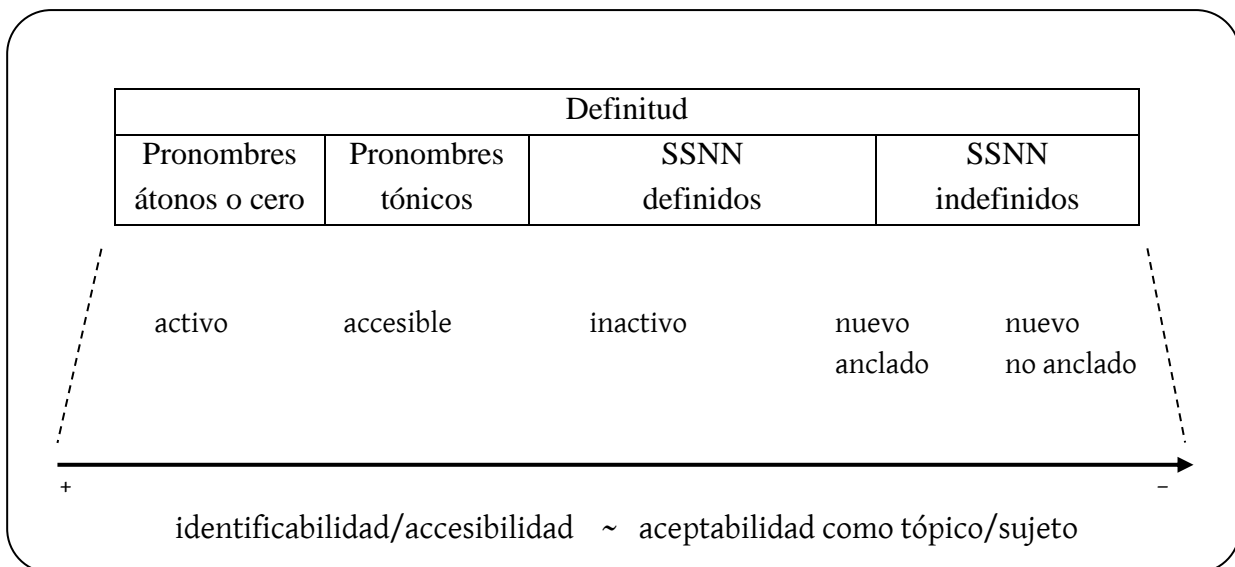 Definitud
Pronombres átonos o cero
Pronombres tónicos
SSNN definidos
SSNN indefinidos
activo
accesible
inactivo
nuevo anclado
nuevo no anclado
+
–
identificabilidad/accesibilidad ~ aceptabilidad como tópico/sujeto